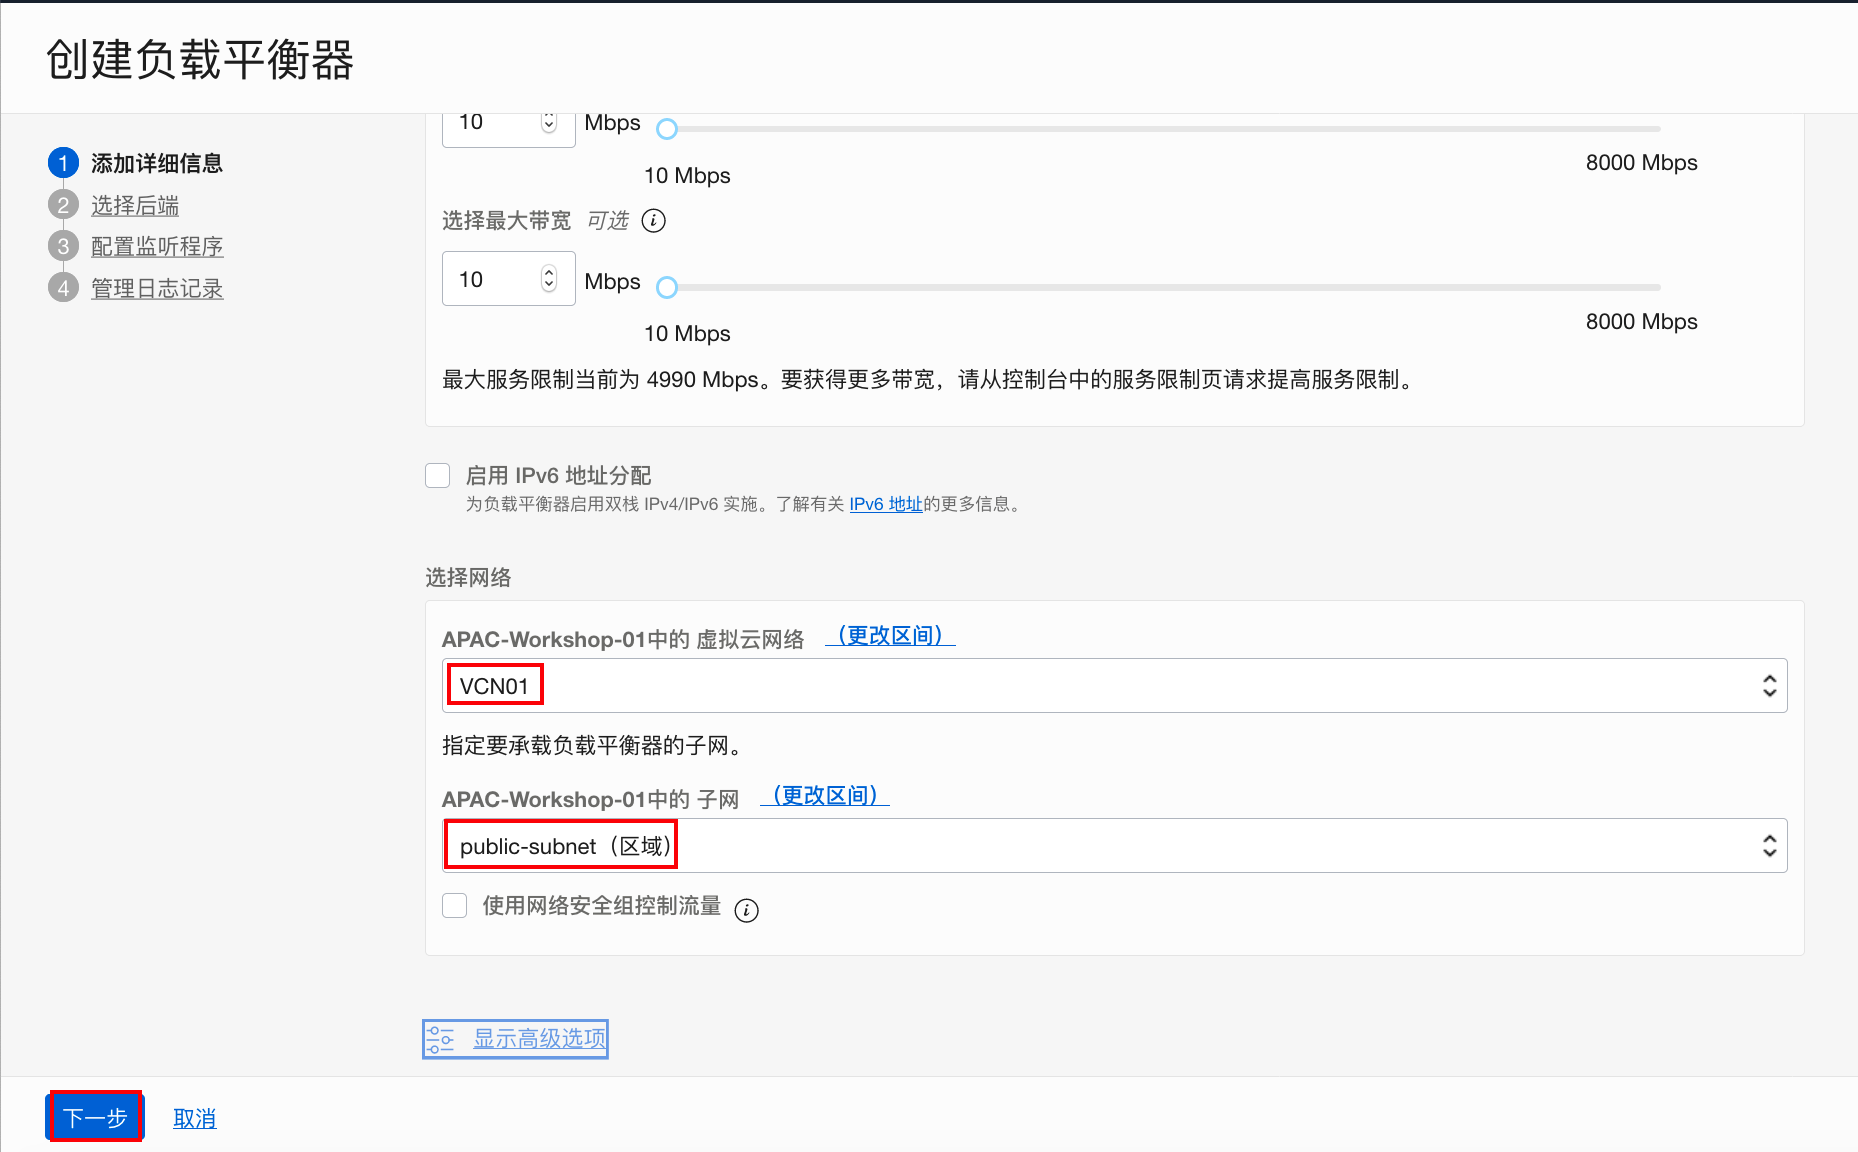 创建负载平衡器
1 添加详细信息
2 选择后端
3 配置监听程序
4 管理日志记录
10 Mbps
10 Mbps
8000 Mbps
选择最大带宽 可选 i
10 Mbps
10 Mbps
8000 Mbps
最大服务限制当前为 4990 Mbps。要获得更多带宽，请从控制台中的服务限制页请求提高服务限制。
启用 IPv6 地址分配
为负载平衡器启用双栈 IPv4/IPv6 实施。了解有关 IPv6 地址的更多信息。
选择网络
APAC-Workshop-01中的 虚拟云网络 （更改区间）
VCN01
指定要承载负载平衡器的子网。
APAC-Workshop-01中的 子网 （更改区间）
public-subnet（区域）
使用网络安全组控制流量 i
显示高级选项
下一步 取消